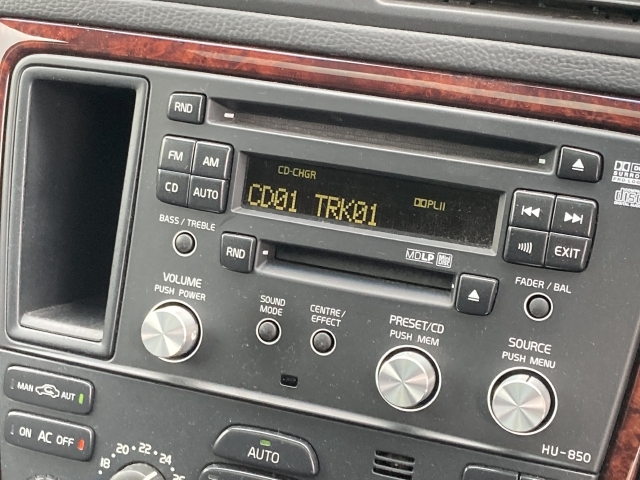 RND
CD-CHGR
FM AM
CD AUTO
CD01 TRK01
DPLII
BASS / TREBLE
RND
MDLP
EXIT
FADER / BAL
VOLUME
PUSH POWER
SOUND
MODE
CENTRE/
EFFECT
PRESET/CD
PUSH MEM
SOURCE
PUSH MENU
HU-850
MAN AUT
ON AC OFF
AUTO
18 20 22 24